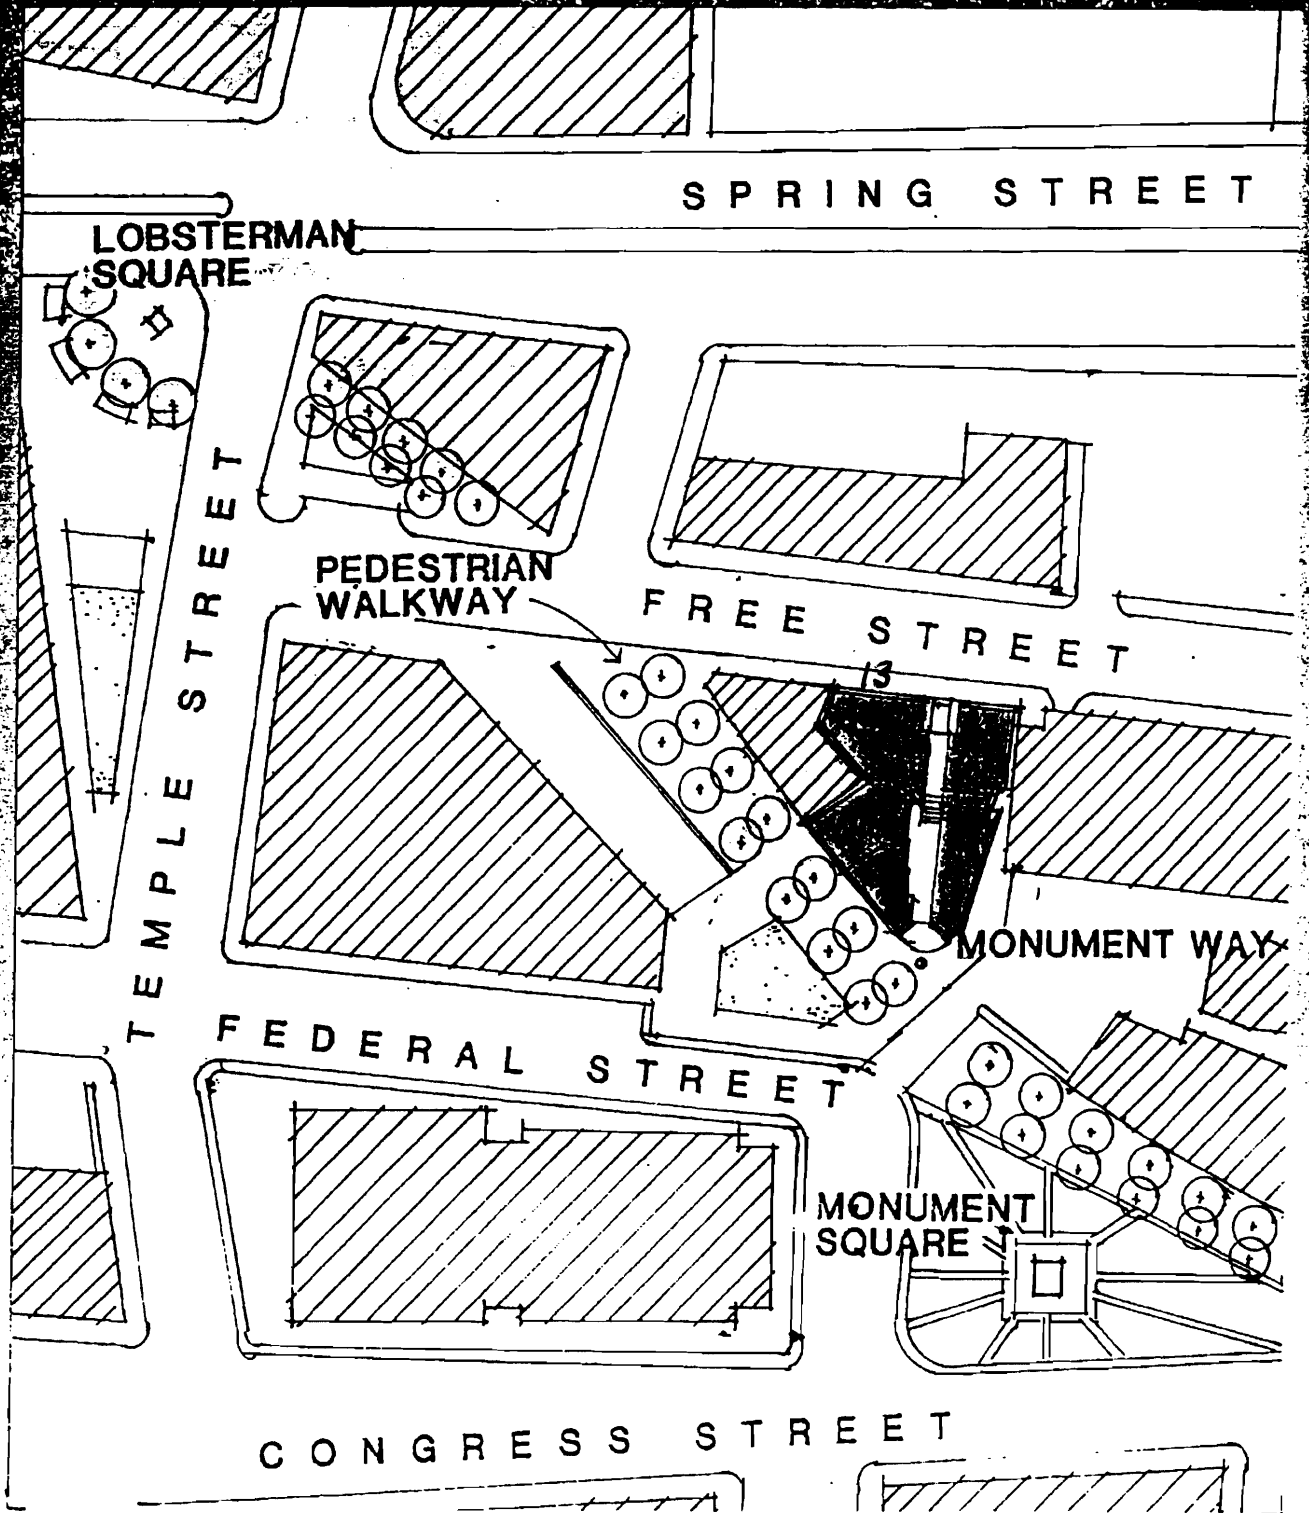 SPRING STREET
LOBSTERMAN
SQUARE
TEMPLE STREET
PEDESTRIAN
WALKWAY
FREE STREET
13
MONUMENT WAY
FEDERAL STREET
MONUMENT
SQUARE
CONGRESS STREET